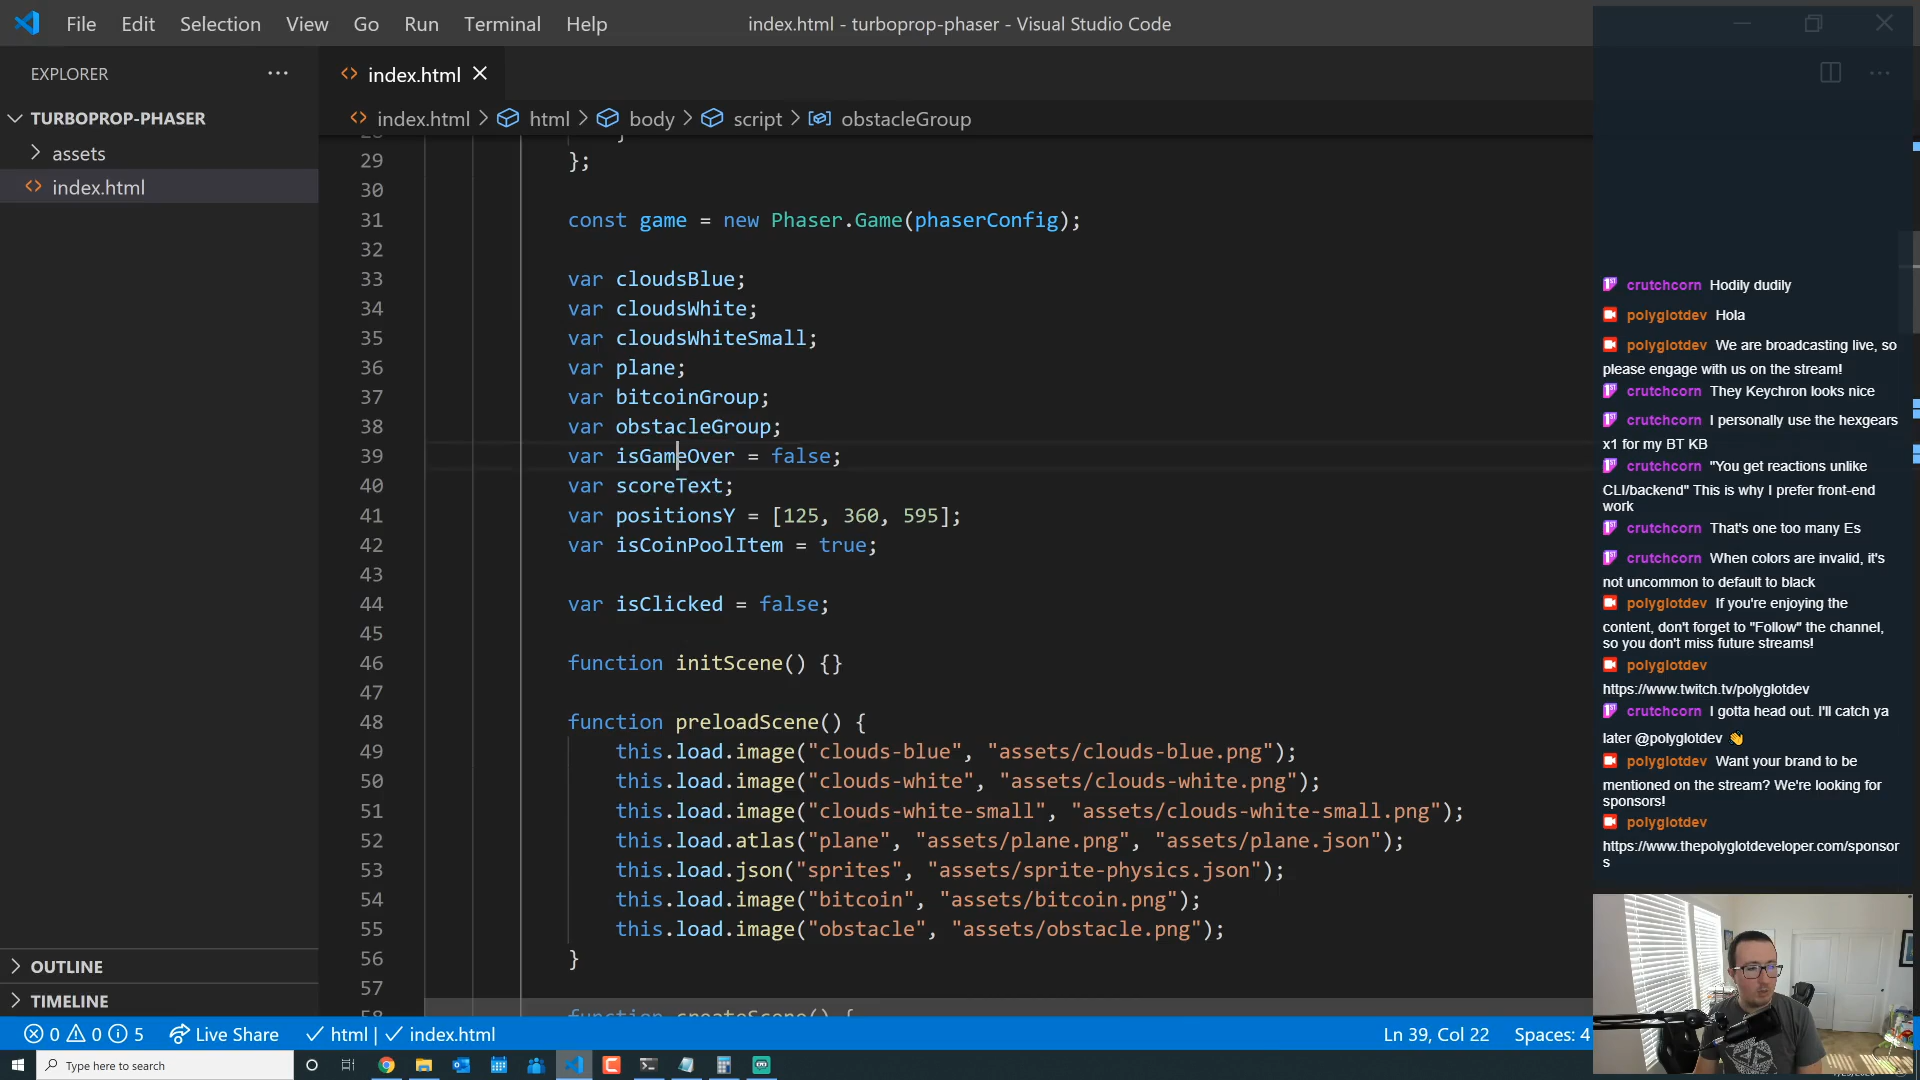 File Edit Selection View Go Run Terminal Help
index.html - turboprop-phaser - Visual Studio Code
EXPLORER
TURBOPROP-PHASER
assets
index.html
OUTLINE
TIMELINE
index.html
index.html > html > body > script > obstacleGroup
29 };
30
31 const game = new Phaser.Game(phaserConfig);
32
33 var cloudsBlue;
34 var cloudsWhite;
35 var cloudsWhiteSmall;
36 var plane;
37 var bitcoinGroup;
38 var obstacleGroup;
39 var isGameOver = false;
40 var scoreText;
41 var positionsY = [125, 360, 595];
42 var isCoinPoolItem = true;
43
44 var isClicked = false;
45
46 function initScene() {}
47
48 function preloadScene() {
49 this.load.image("clouds-blue", "assets/clouds-blue.png");
50 this.load.image("clouds-white", "assets/clouds-white.png");
51 this.load.image("clouds-white-small", "assets/clouds-white-small.png");
52 this.load.atlas("plane", "assets/plane.png", "assets/plane.json");
53 this.load.json("sprites", "assets/sprite-physics.json");
54 this.load.image("bitcoin", "assets/bitcoin.png");
55 this.load.image("obstacle", "assets/obstacle.png");
56 }
57
58 function createScene() {
crutchcorn Hodily dudily
polyglotdev Hola
polyglotdev We are broadcasting live, so
please engage with us on the stream!
crutchcorn They Keychron looks nice
crutchcorn I personally use the hexgears
x1 for my BT KB
crutchcorn "You get reactions unlike
CLI/backend" This is why I prefer front-end
work
crutchcorn That's one too many Es
crutchcorn When colors are invalid, it's
not uncommon to default to black
polyglotdev If you're enjoying the
content, don't forget to "Follow" the channel,
so you don't miss future streams!
polyglotdev
https://www.twitch.tv/polyglotdev
crutchcorn I gotta head out. I'll catch ya
later @polyglotdev 👋
polyglotdev Want your brand to be
mentioned on the stream? We're looking for
sponsors!
polyglotdev
https://www.thepolyglotdeveloper.com/sponsor
s
0 0 5 Live Share html | index.html
Ln 39, Col 22 Spaces: 4
Type here to search